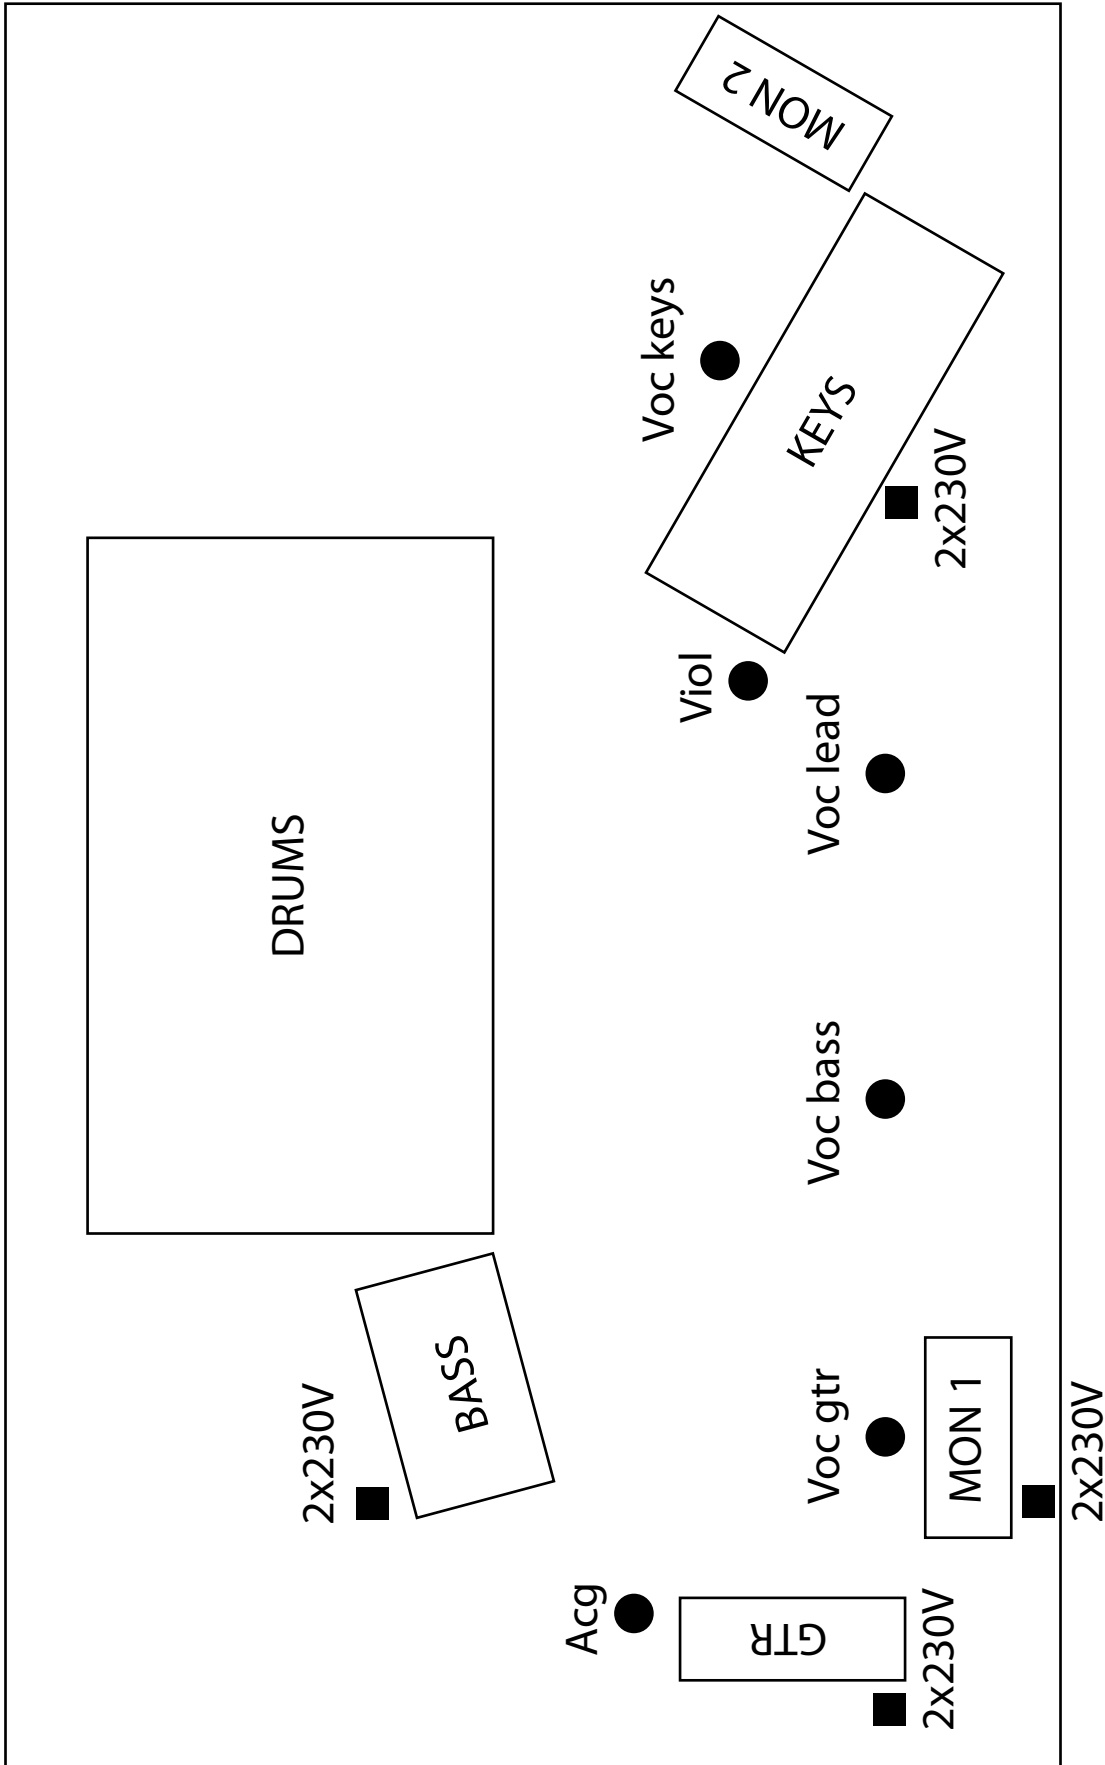 DRUMS
2x230V
BASS
Voc keys
MON 2
Viol
KEYS
2x230V
Acg
GTR
2x230V
Voc gtr
Voc bass
Voc lead
MON 1
2x230V